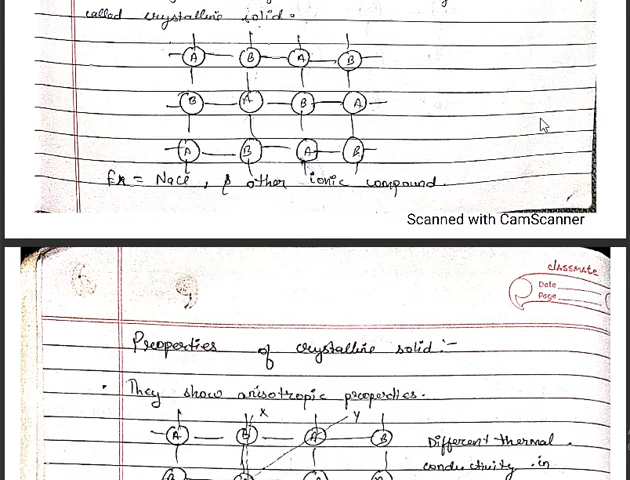 called crystalline solid.
A B A B
B A B A
A B A B
Ex = Nacl, & other ionic compound.
Scanned with CamScanner
classmate
Date
Page
Properties of crystalline solid:-
They show anisotropic properties.
X Y
A B A B
Different thermal
conductivity in